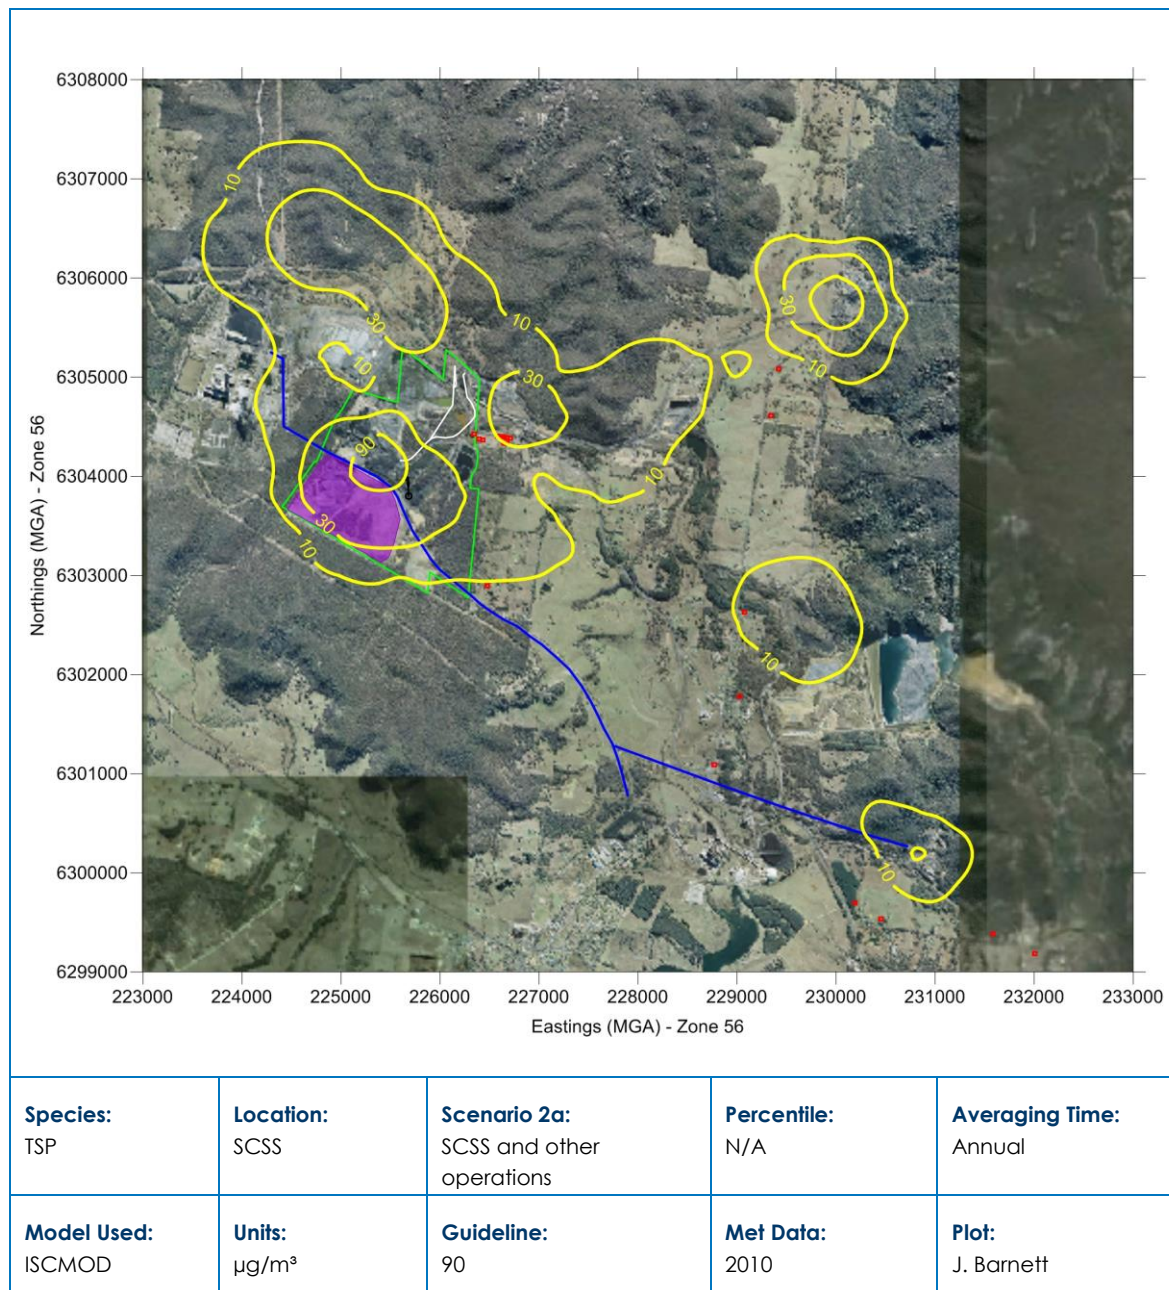 6308000
6307000
6306000
6305000
6304000
6303000
6302000
6301000
6300000
6299000
Northings (MGA) - Zone 56
10
30
10
10
30
90
30
10
10
30
10
10
10
223000 224000 225000 226000 227000 228000 229000 230000 231000 232000 233000
Eastings (MGA) - Zone 56
Species:
TSP
Location:
SCSS
Scenario 2a:
SCSS and other
operations
Percentile:
N/A
Averaging Time:
Annual
Model Used:
ISCMOD
Units:
µg/m³
Guideline:
90
Met Data:
2010
Plot:
J. Barnett